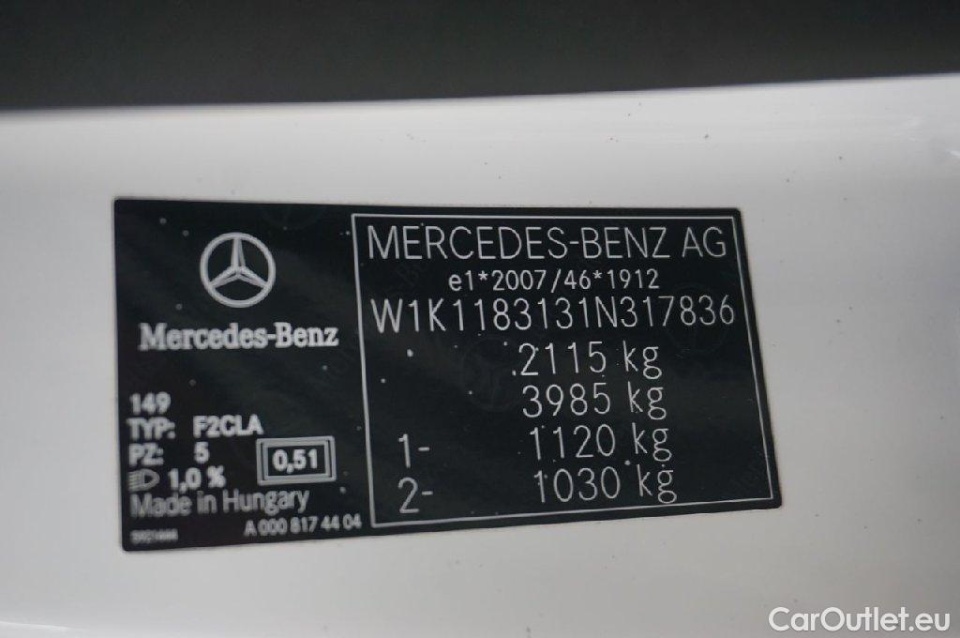 Mercedes-Benz
149
TYP: F2CLA
PZ: 5
1,0 %
0,51
Made in Hungary
A 000 817 44 04
MERCEDES-BENZ AG
e1*2007/46*1912
W1K1183131N317836
2115 kg
3985 kg
1- 1120 kg
2- 1030 kg
CarOutlet.eu